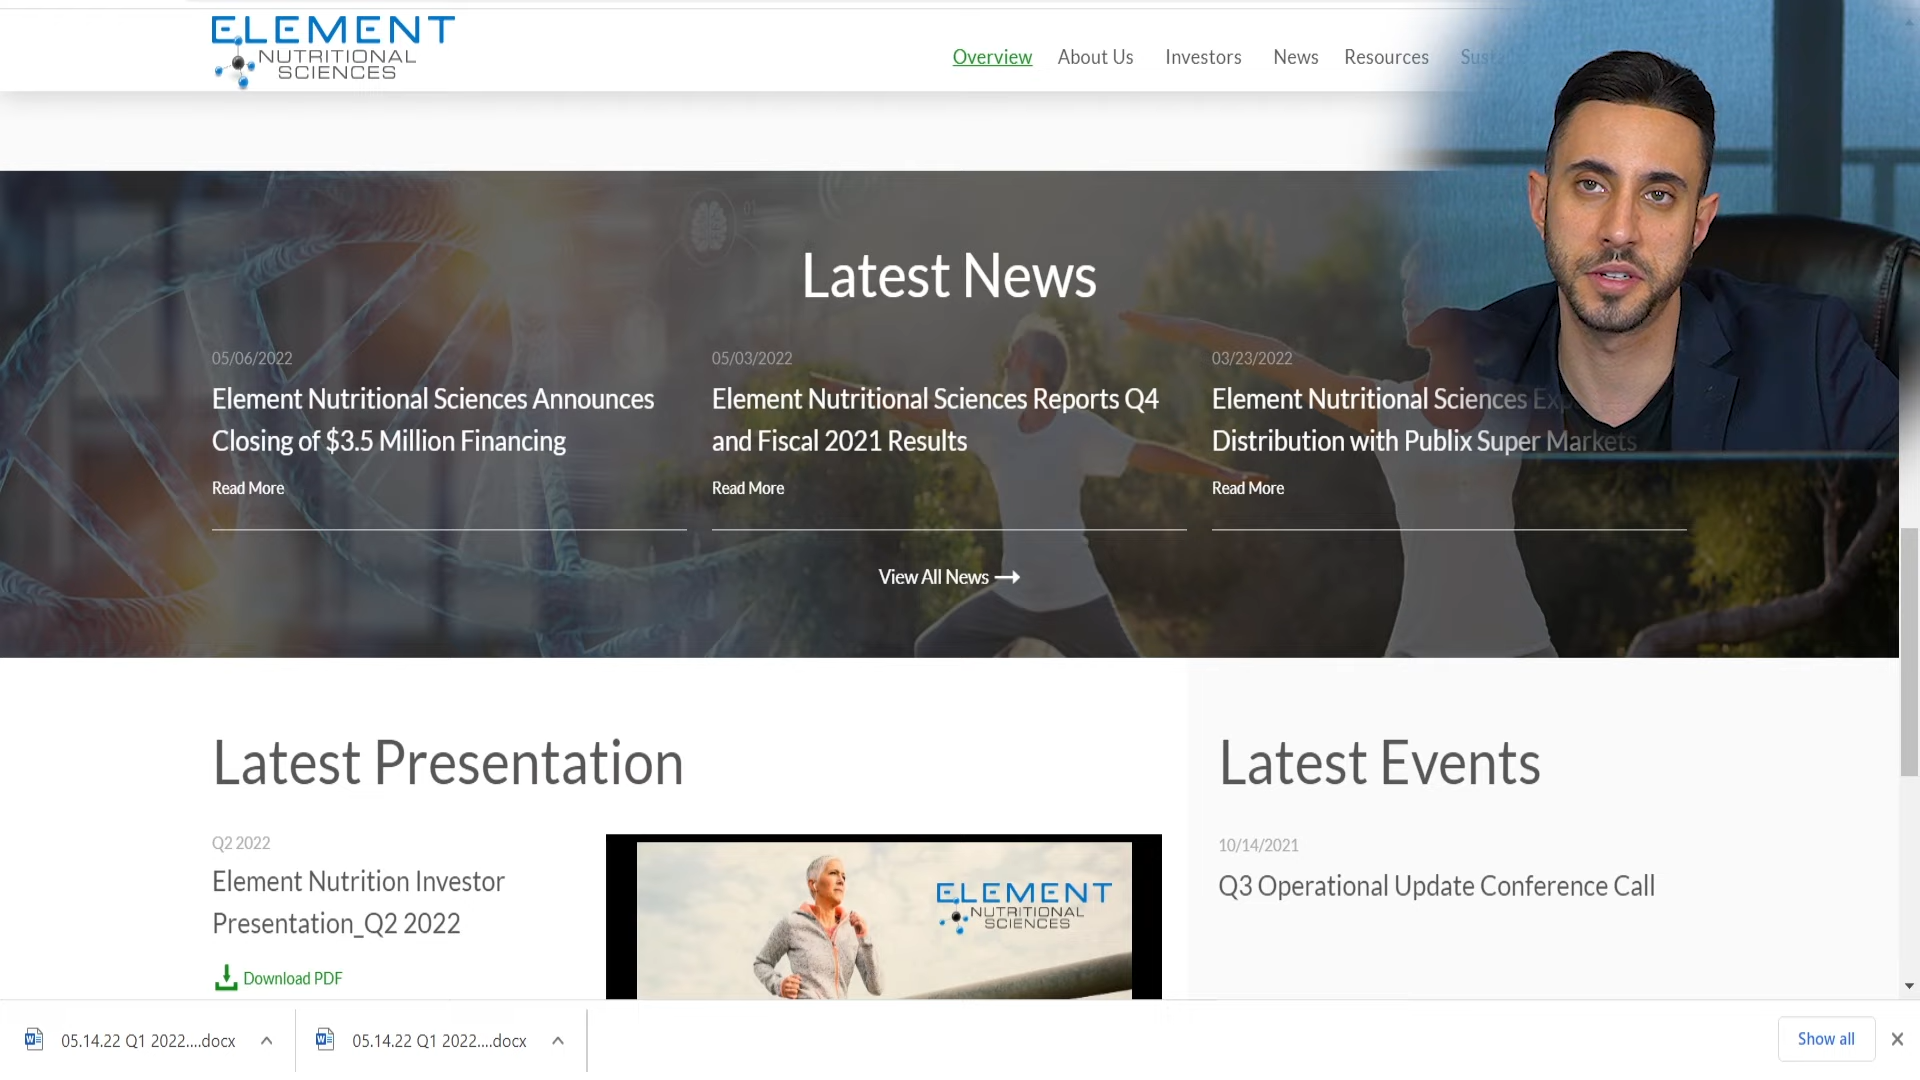 ELEMENT
NUTRITIONAL
SCIENCES
Overview About Us Investors News Resources
Latest News
05/06/2022
Element Nutritional Sciences Announces
Closing of $3.5 Million Financing
Read More
05/03/2022
Element Nutritional Sciences Reports Q4
and Fiscal 2021 Results
Read More
03/23/2022
Element Nutritional Sciences
Distribution with Publix Super Markets
Read More
View All News
Latest Presentation
Q2 2022
Element Nutrition Investor
Presentation_Q2 2022
Download PDF
ELEMENT
NUTRITIONAL
SCIENCES
Latest Events
10/14/2021
Q3 Operational Update Conference Call
05.14.22 Q1 2022....docx
05.14.22 Q1 2022....docx
Show all